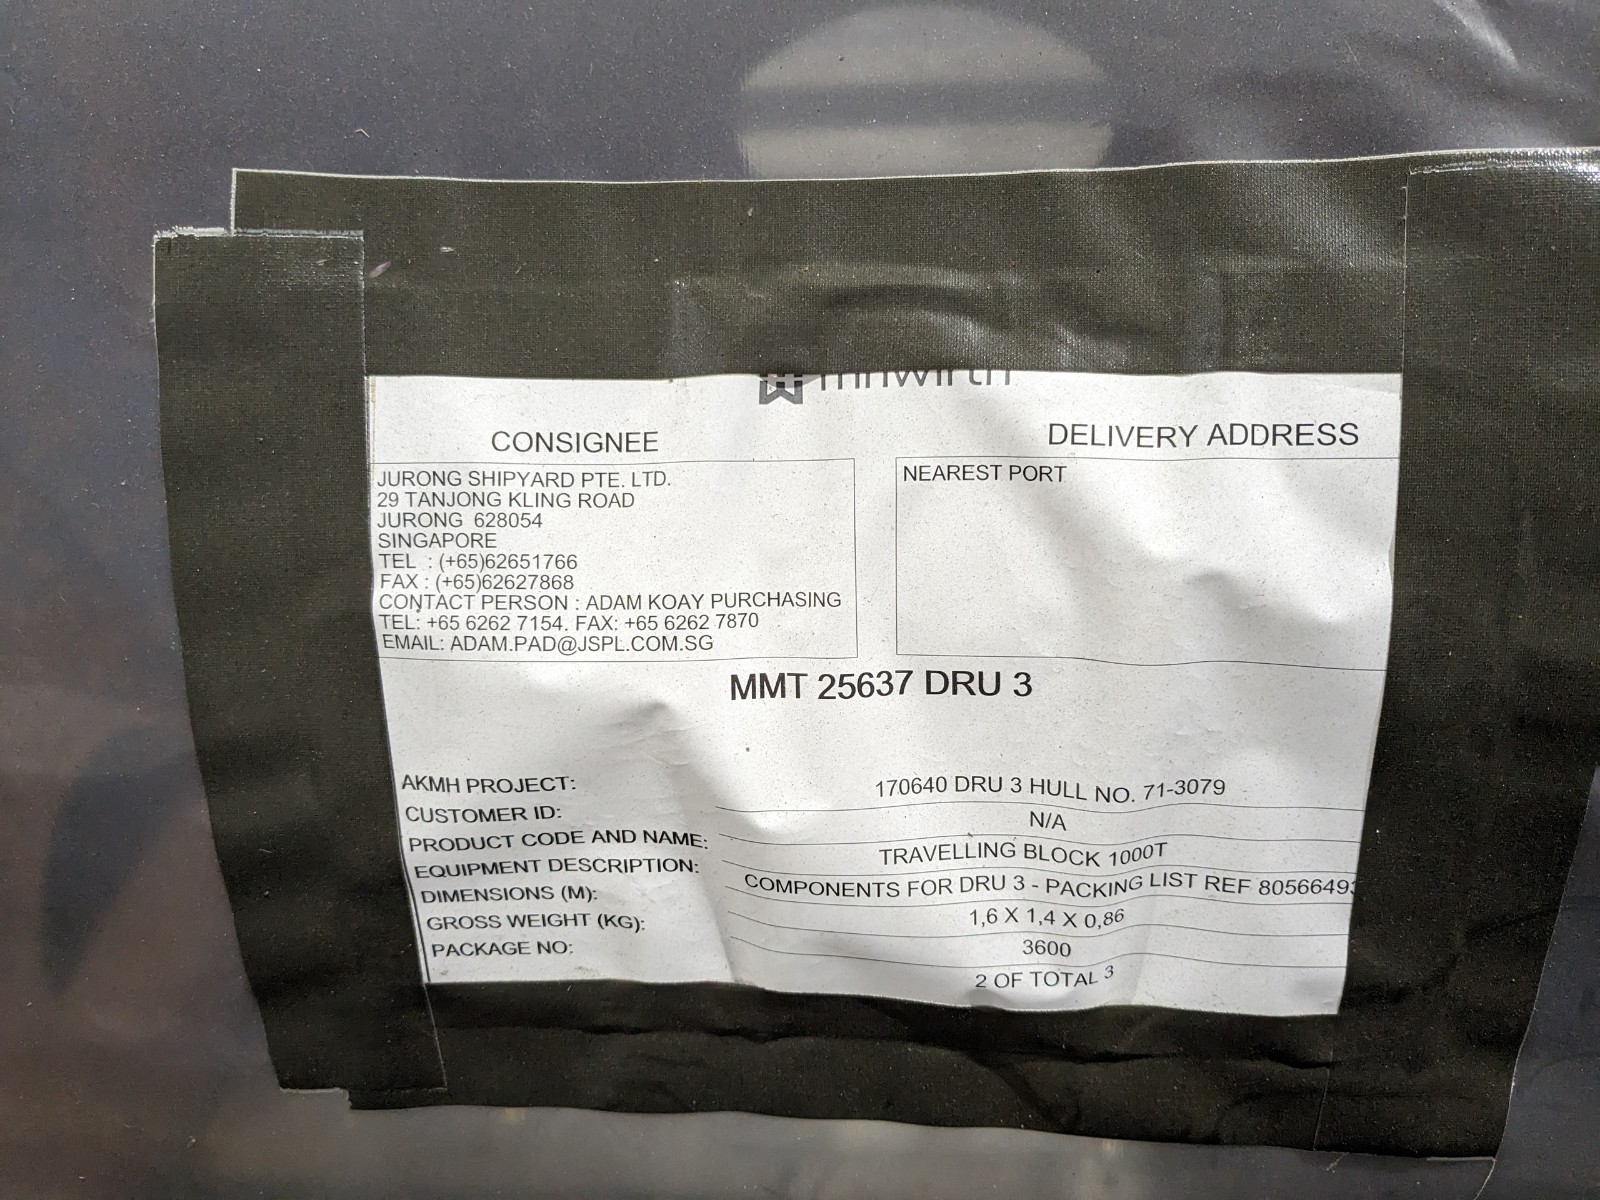 CONSIGNEE
JURONG SHIPYARD PTE. LTD.
29 TANJONG KLING ROAD
JURONG 628054
SINGAPORE
TEL : (+65)62651766
FAX : (+65)62627868
CONTACT PERSON : ADAM KOAY PURCHASING
TEL: +65 6262 7154. FAX: +65 6262 7870
EMAIL: ADAM.PAD@JSPL.COM.SG
DELIVERY ADDRESS
NEAREST PORT
MMT 25637 DRU 3
AKMH PROJECT: 170640 DRU 3 HULL NO. 71-3079
CUSTOMER ID: N/A
PRODUCT CODE AND NAME: TRAVELLING BLOCK 1000T
EQUIPMENT DESCRIPTION: COMPONENTS FOR DRU 3 - PACKING LIST REF
DIMENSIONS (M): 1,6 X 1,4 X 0,86
GROSS WEIGHT (KG): 3600
PACKAGE NO: 2 OF TOTAL 3